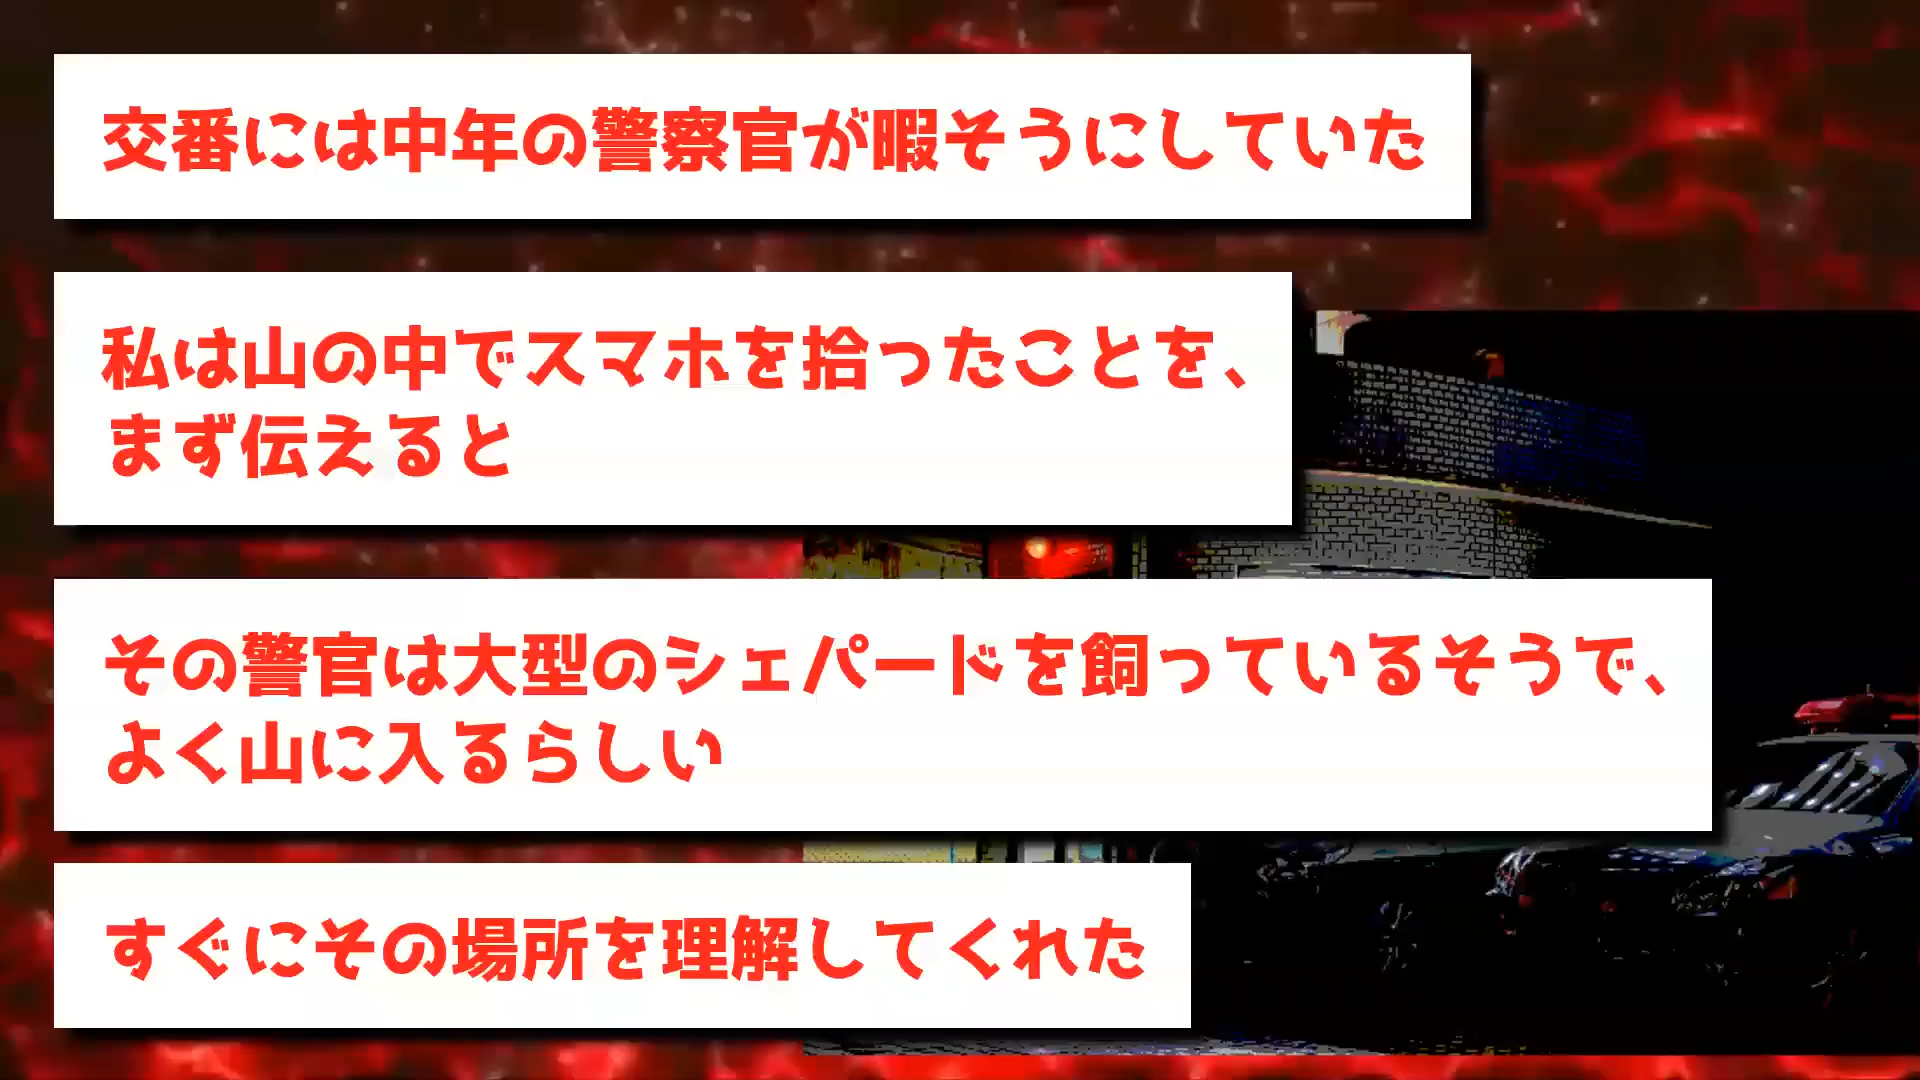 交番には中年の警察官が暇そうにしていた
私は山の中でスマホを拾ったことを、
まず伝えると
その警官は大型のシェパードを飼っているそうで、
よく山に入るらしい
すぐにその場所を理解してくれた